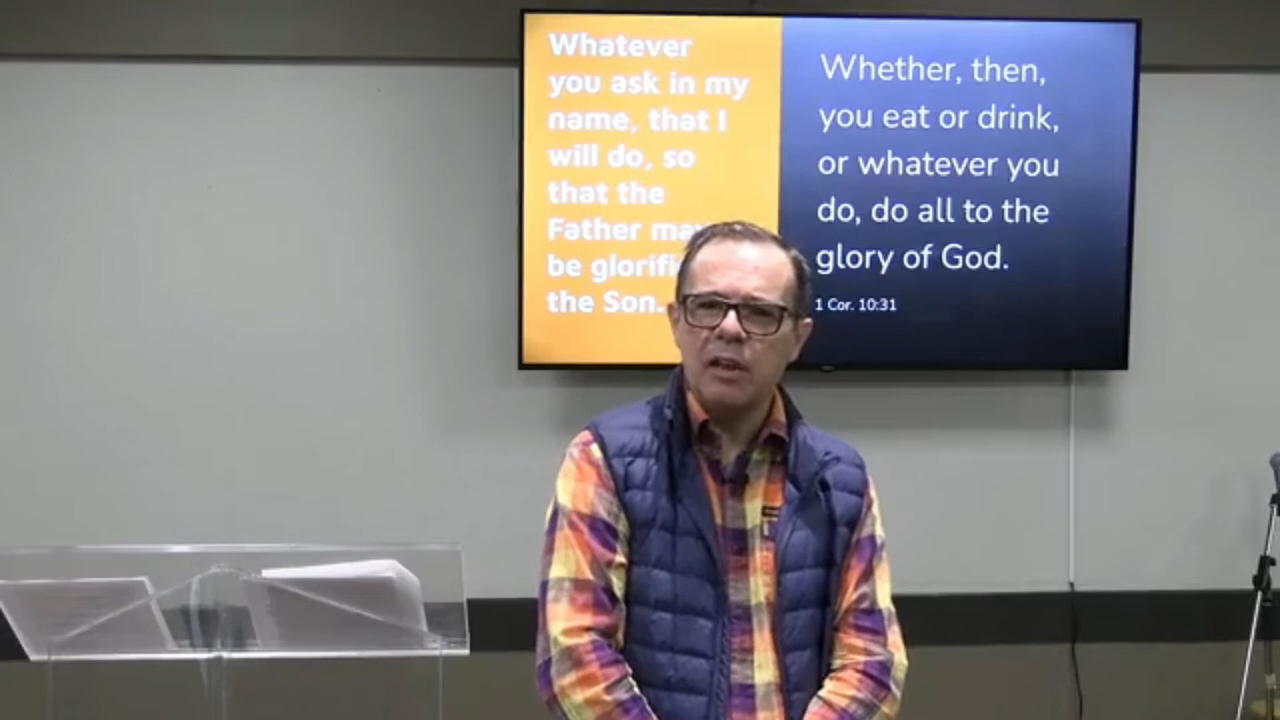 Whatever
you ask in my
name, that I
will do, so
that the
Father
be
the Son.
Whether, then,
you eat or drink,
or whatever you
do, do all to the
glory of God.
1 Cor. 10:31